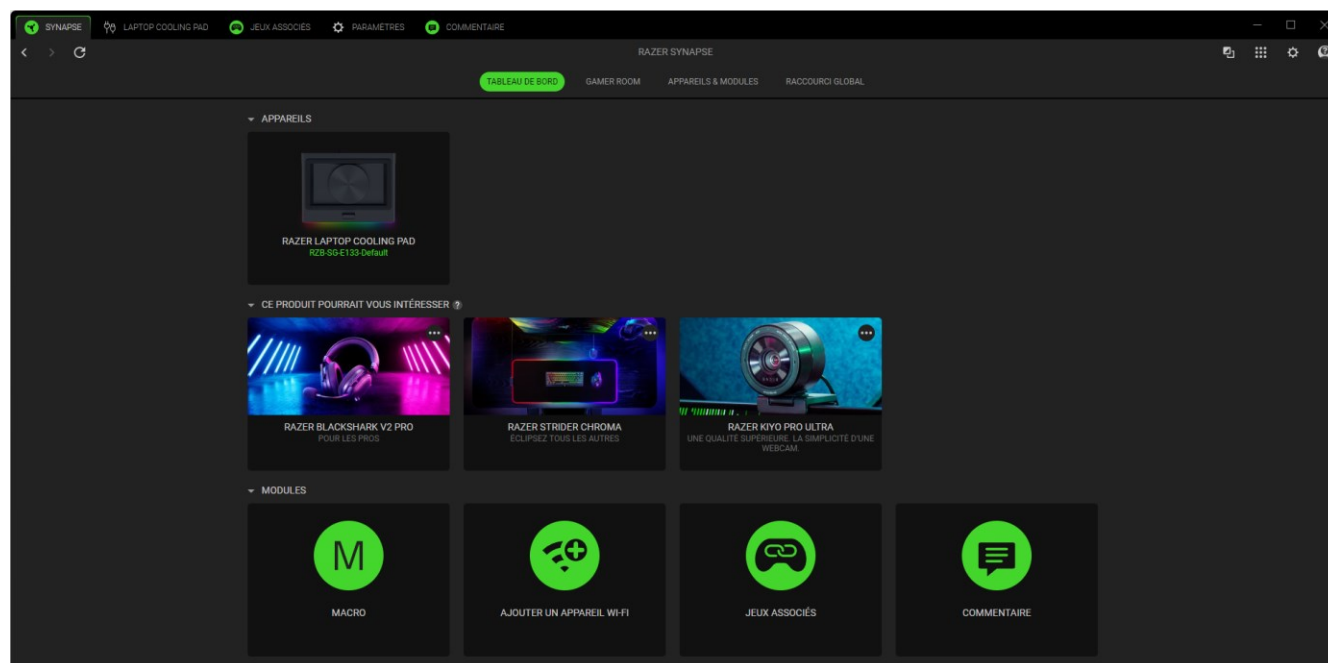 SYNAPSE
LAPTOP COOLING PAD
JEUX ASSOCIÉS
PARAMÈTRES
COMMENTAIRE
RAZER SYNAPSE
TABLEAU DE BORD
GAMER ROOM
APPAREILS & MODULES
RACCOURCI GLOBAL
APPAREILS
RAZER LAPTOP COOLING PAD
RZB-SG-E133-Default
CE PRODUIT POURRAIT VOUS INTÉRESSER ?
RAZER BLACKSHARK V2 PRO
POUR LES PROS
RAZER STRIDER CHROMA
ÉCLIPSEZ TOUS LES AUTRES
RAZER KIYO PRO ULTRA
UNE QUALITÉ SUPÉRIEURE. LA SIMPLICITÉ D'UNE
WEBCAM.
MODULES
M
MACRO
AJOUTER UN APPAREIL WI-FI
JEUX ASSOCIÉS
COMMENTAIRE